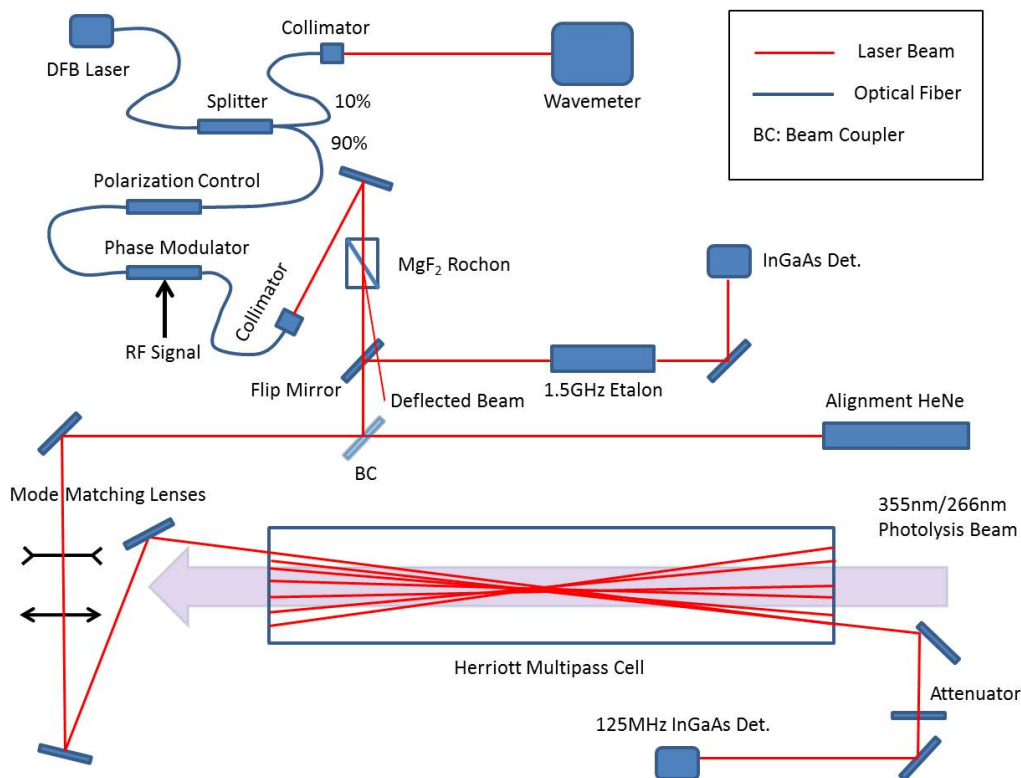 Collimator
DFB Laser
Wavemeter
Splitter
10%
90%
Laser Beam
Optical Fiber
BC: Beam Coupler
Polarization Control
Phase Modulator
Collimator
RF Signal
MgF₂ Rochon
InGaAs Det.
Flip Mirror
1.5GHz Etalon
Deflected Beam
Alignment HeNe
BC
Mode Matching Lenses
355nm/266nm
Photolysis Beam
Herriott Multipass Cell
Attenuator
125MHz InGaAs Det.